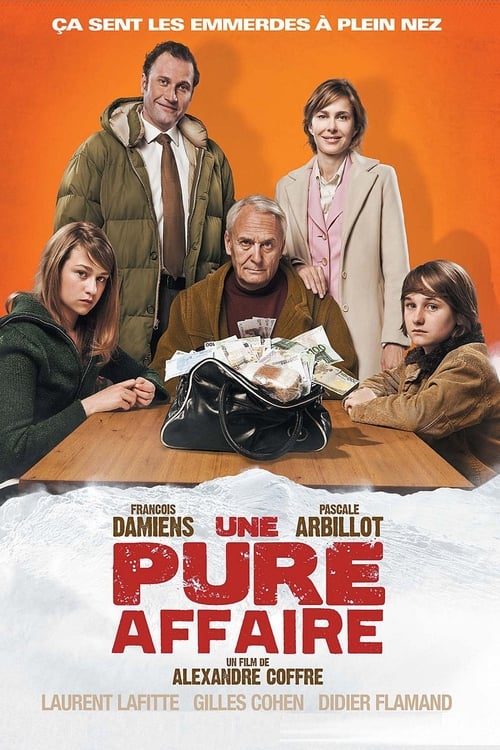 ÇA SENT LES EMMERDES À PLEIN NEZ
FRANCOIS DAMIENS
PASCALE ARBILLOT
UNE
PURE
AFFAIRE
UN FILM DE
ALEXANDRE COFFRE
LAURENT LAFITTE GILLES COHEN DIDIER FLAMAND